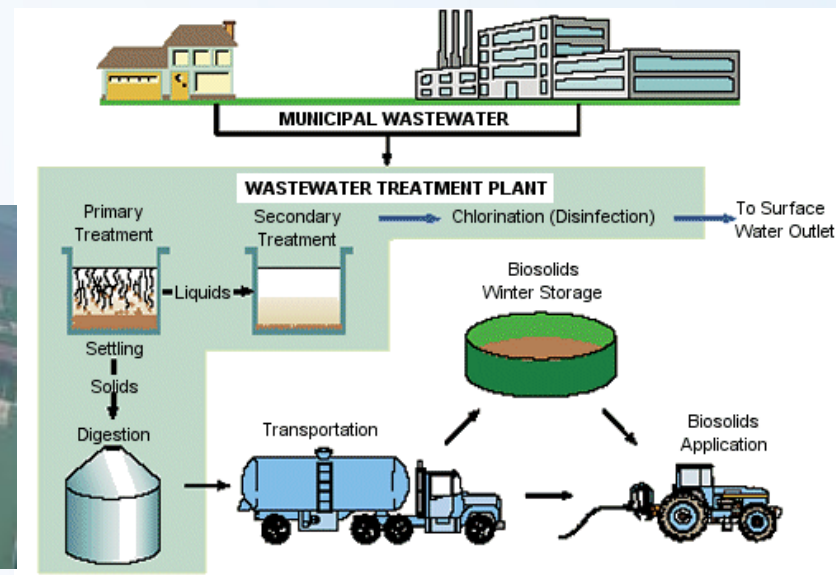 MUNICIPAL WASTEWATER
WASTEWATER TREATMENT PLANT
Primary
Treatment
Secondary
Treatment
Chlorination (Disinfection)
To Surface
Water Outlet
Liquids
Settling
Solids
Digestion
Transportation
Biosolids
Winter Storage
Biosolids
Application